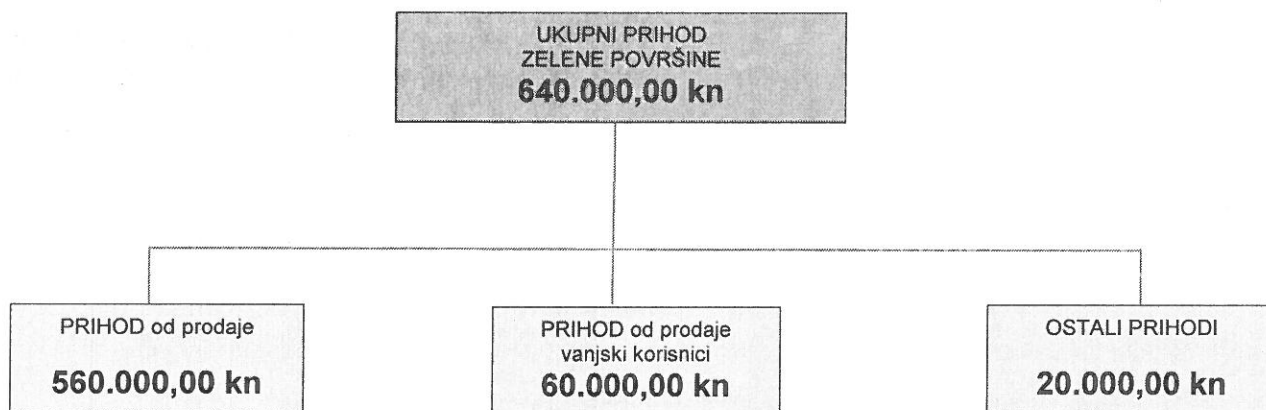 UKUPNI PRIHOD
ZELENE POVRŠINE
640.000,00 kn
PRIHOD od prodaje
560.000,00 kn
PRIHOD od prodaje
vanjski korisnici
60.000,00 kn
OSTALI PRIHODI
20.000,00 kn